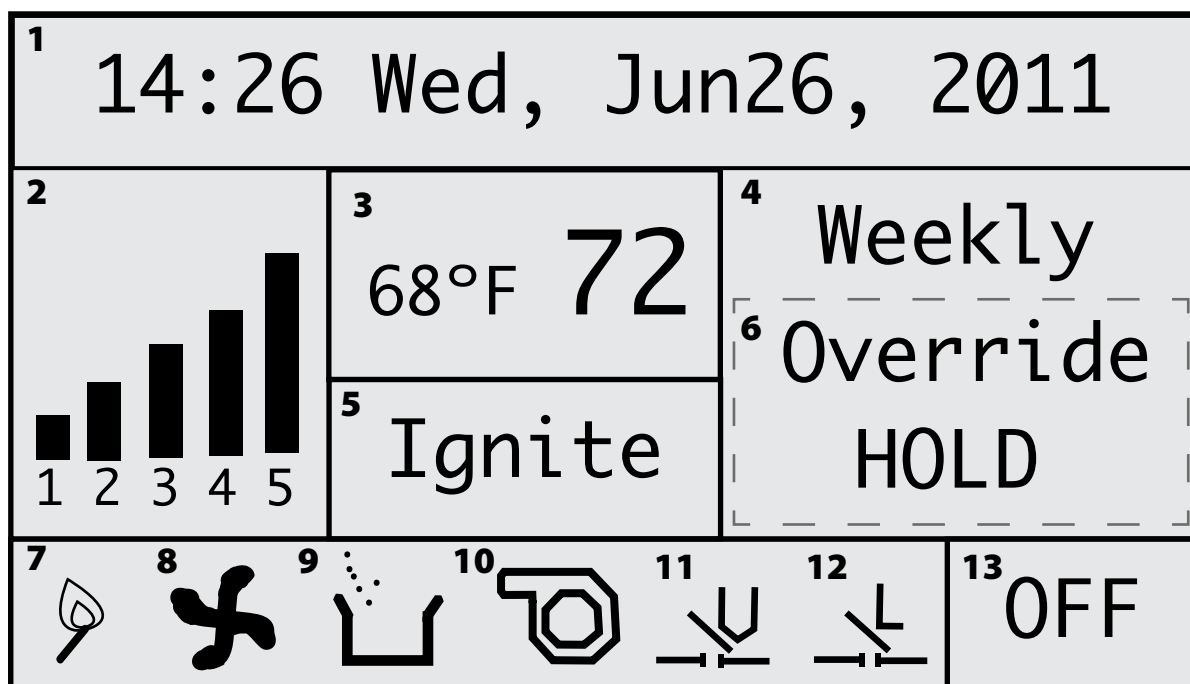 1
14:26 Wed, Jun26, 2011
2
1 2 3 4 5
3
68°F 72
4
Weekly
5
Ignite
6
Override
HOLD
7 8 9 10 11 12 13
U L OFF